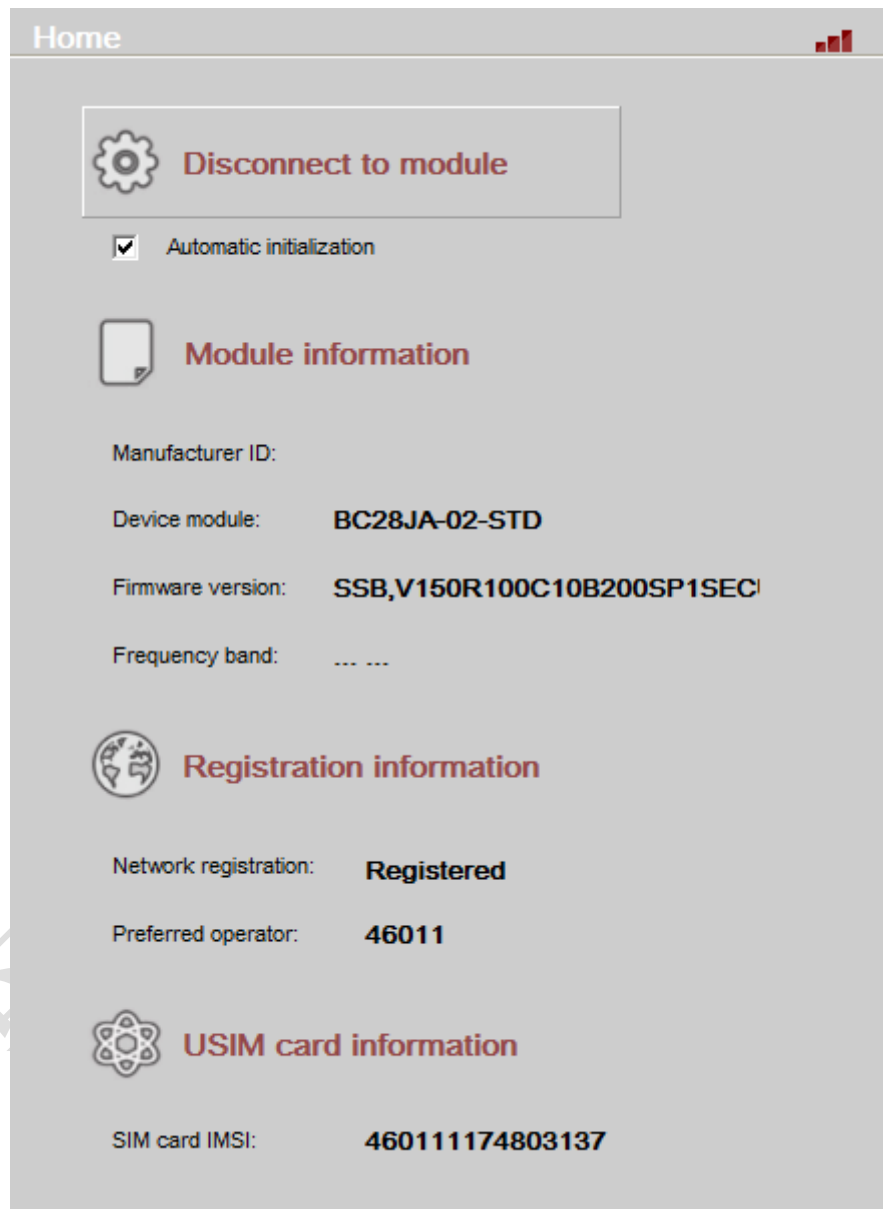 Home
Disconnect to module
Automatic initialization
Module information
Manufacturer ID:
Device module: BC28JA-02-STD
Firmware version: SSB,V150R100C10B200SP1SEC
Frequency band: --- ---
Registration information
Network registration: Registered
Preferred operator: 46011
USIM card information
SIM card IMSI: 460111174803137